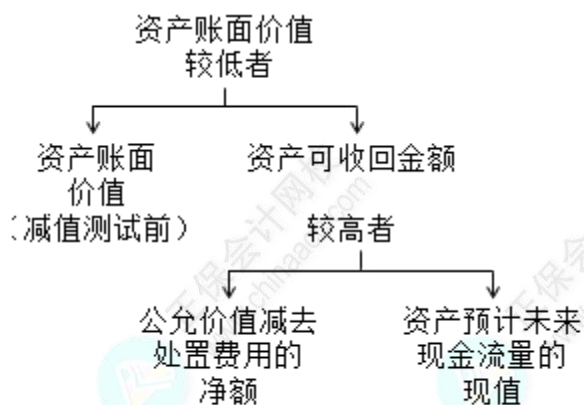 资产账面价值
较低者
资产账面
价值
(减值测试前)
资产可收回金额
较高者
公允价值减去
处置费用的
净额
资产预计未来
现金流量的
现值